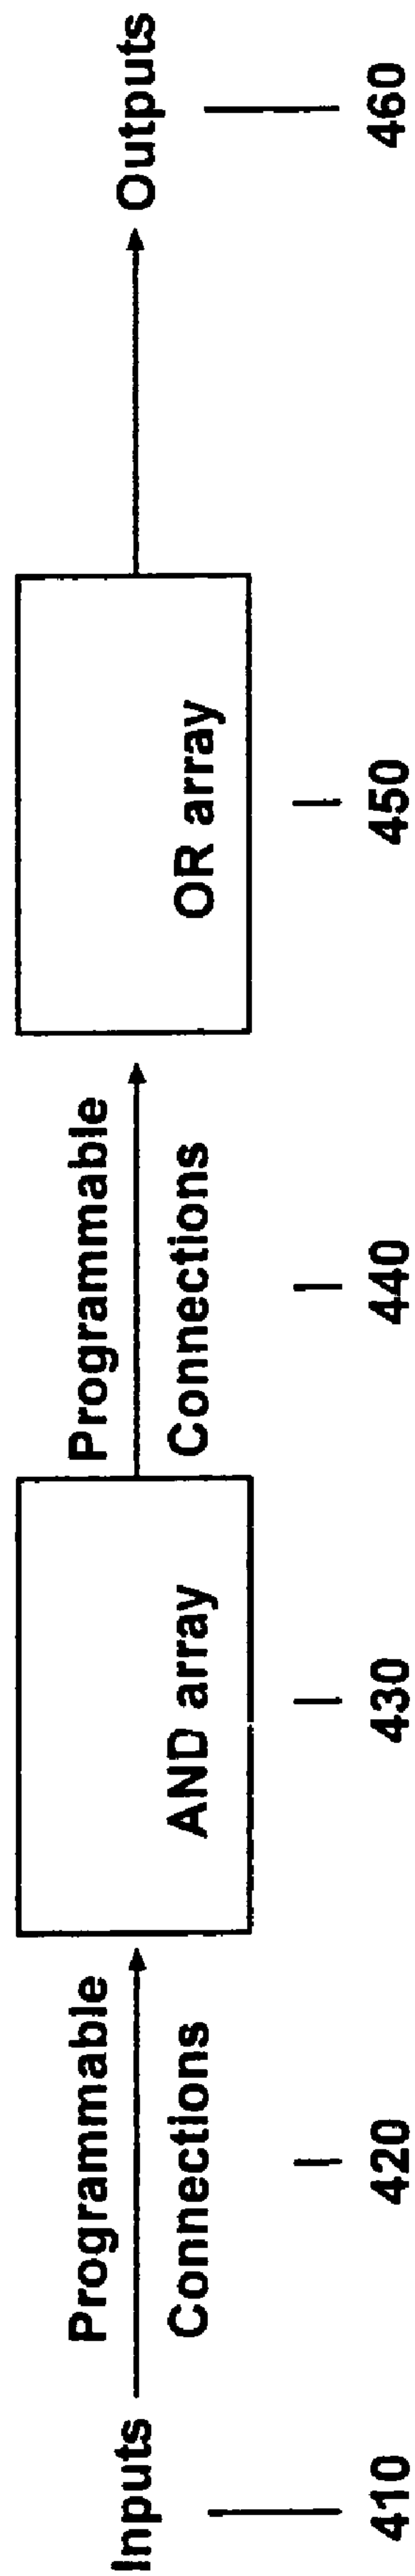 Inputs
Programmable
Connections
AND array
Programmable
Connections
OR array
Outputs
410
420
430
440
450
460